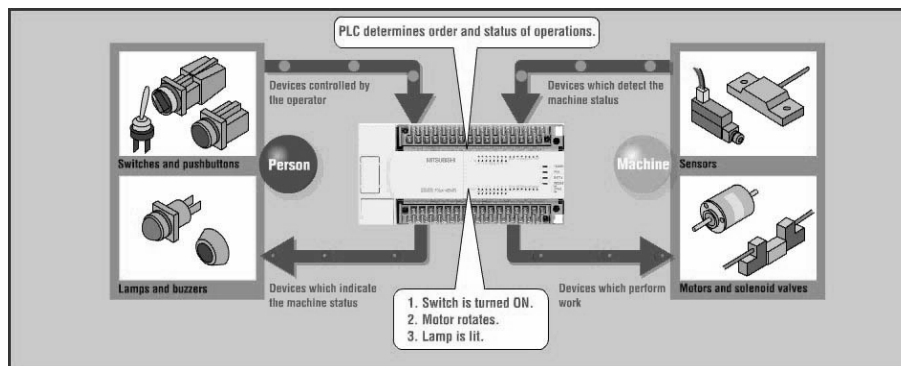 PLC determines order and status of operations.
Devices controlled by
the operator
Devices which detect the
machine status
Switches and pushbuttons
Person
MITSUBISHI
Machine
Sensors
Lamps and buzzers
Devices which indicate
the machine status
1. Switch is turned ON.
2. Motor rotates.
3. Lamp is lit.
Devices which perform
work
Motors and solenoid valves